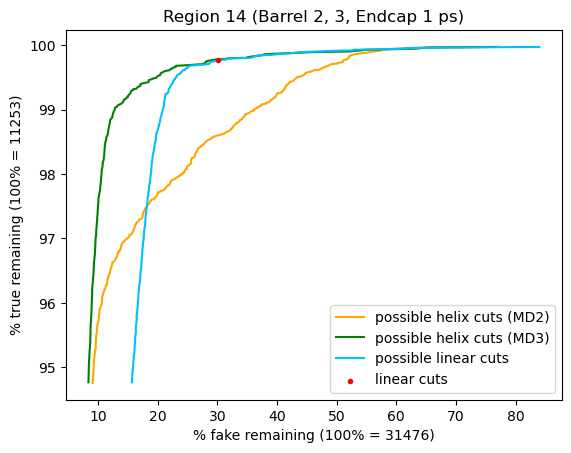 Region 14 (Barrel 2, 3, Endcap 1 ps)
100
99
98
97
96
95
% true remaining (100% = 11253)
possible helix cuts (MD2)
possible helix cuts (MD3)
possible linear cuts
linear cuts
10 20 30 40 50 60 70 80
% fake remaining (100% = 31476)